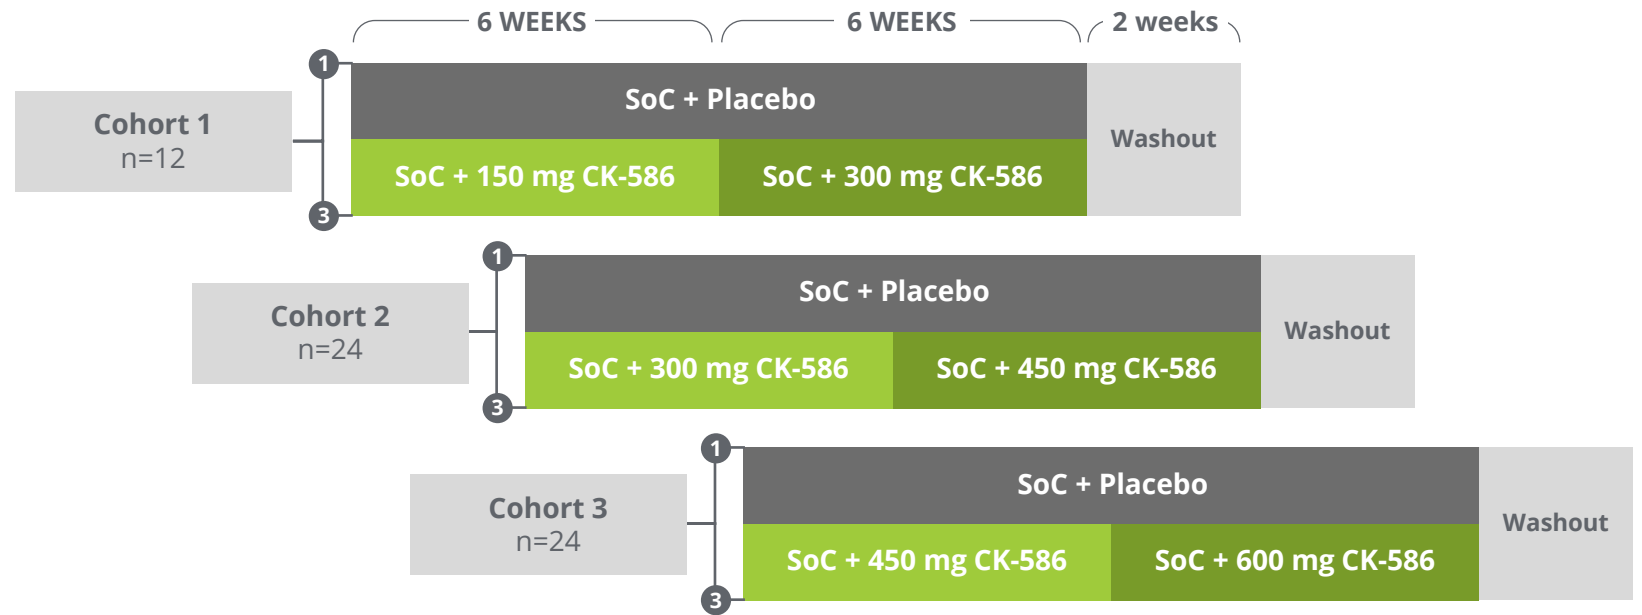 6 WEEKS
6 WEEKS
2 weeks
1
Cohort 1
n=12
3
SoC + Placebo
SoC + 150 mg CK-586
SoC + 300 mg CK-586
Washout
1
Cohort 2
n=24
3
SoC + Placebo
SoC + 300 mg CK-586
SoC + 450 mg CK-586
Washout
1
Cohort 3
n=24
3
SoC + Placebo
SoC + 450 mg CK-586
SoC + 600 mg CK-586
Washout